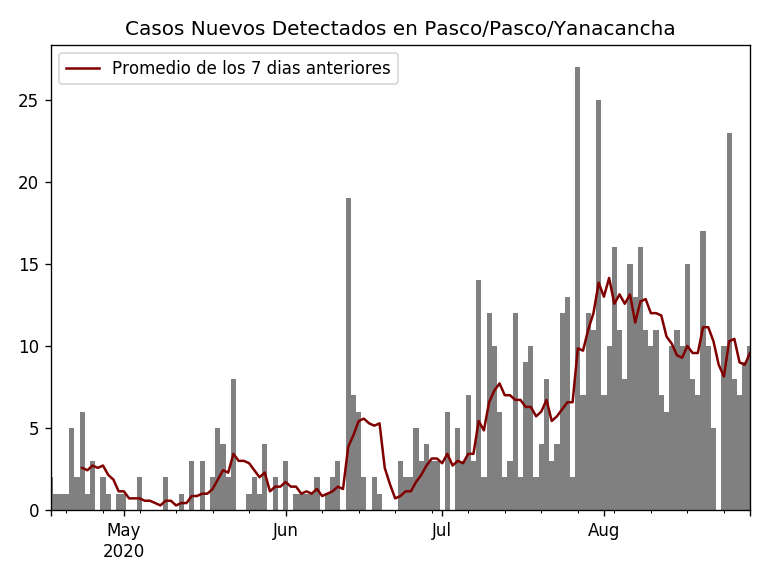 Casos Nuevos Detectados en Pasco/Pasco/Yanacancha
Promedio de los 7 dias anteriores
25
20
15
10
5
0
May
2020
Jun
Jul
Aug